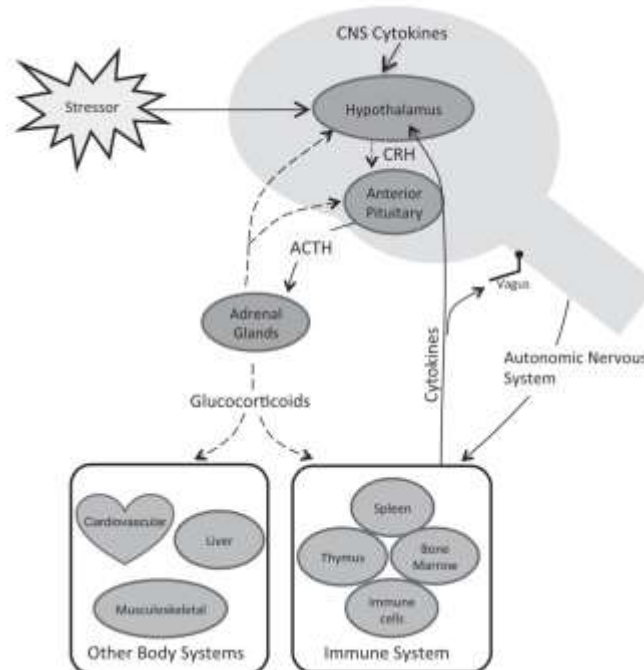 CNS Cytokines
Stressor
Hypothalamus
CRH
Anterior
Pituitary
ACTH
Vagus
Adrenal
Glands
Cytokines
Autonomic Nervous
System
Glucocorticoids
Cardiovascular
Liver
Musculoskeletal
Other Body Systems
Spleen
Thymus
Bone
Marrow
Immune
cells
Immune System